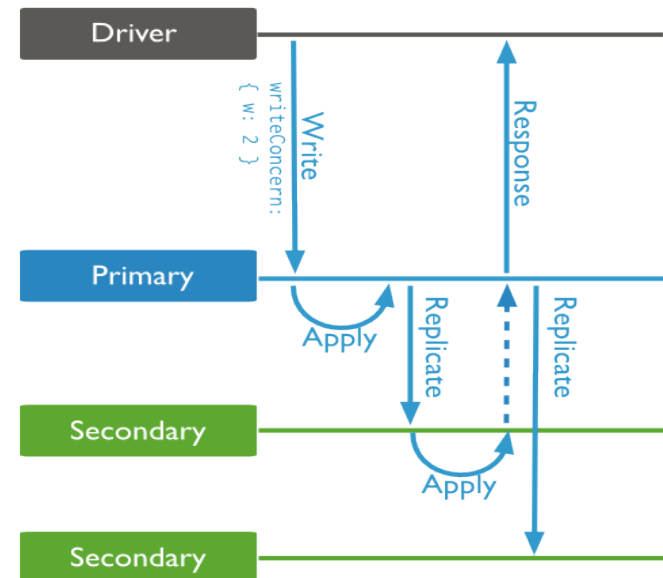 Driver
Write
writeConcern:
{ w: 2 }
Response
Primary
Apply
Replicate
Replicate
Secondary
Apply
Secondary